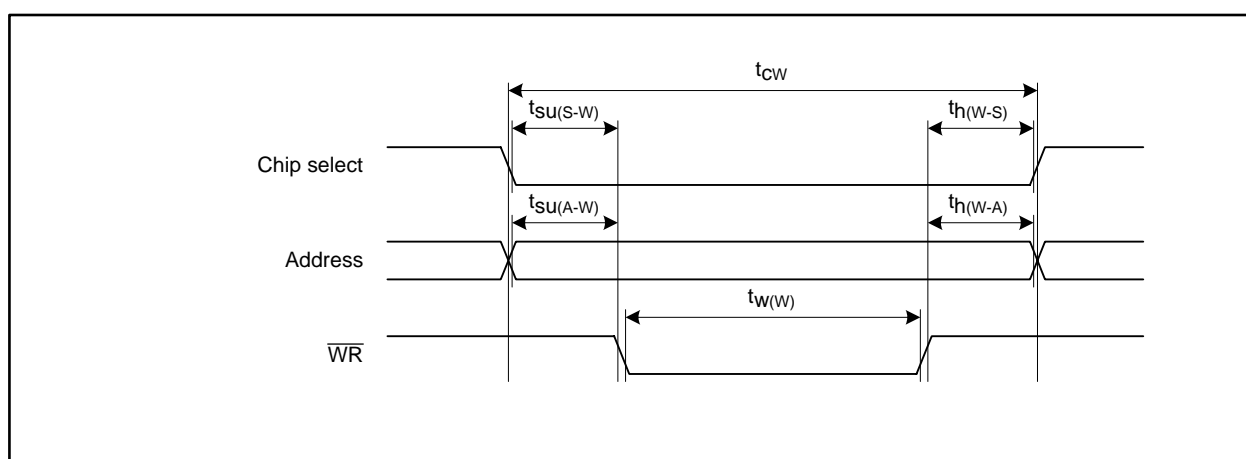 tCW
tsu(S-W) th(W-S)
Chip select
tsu(A-W) th(W-A)
Address
tW(W)
WR